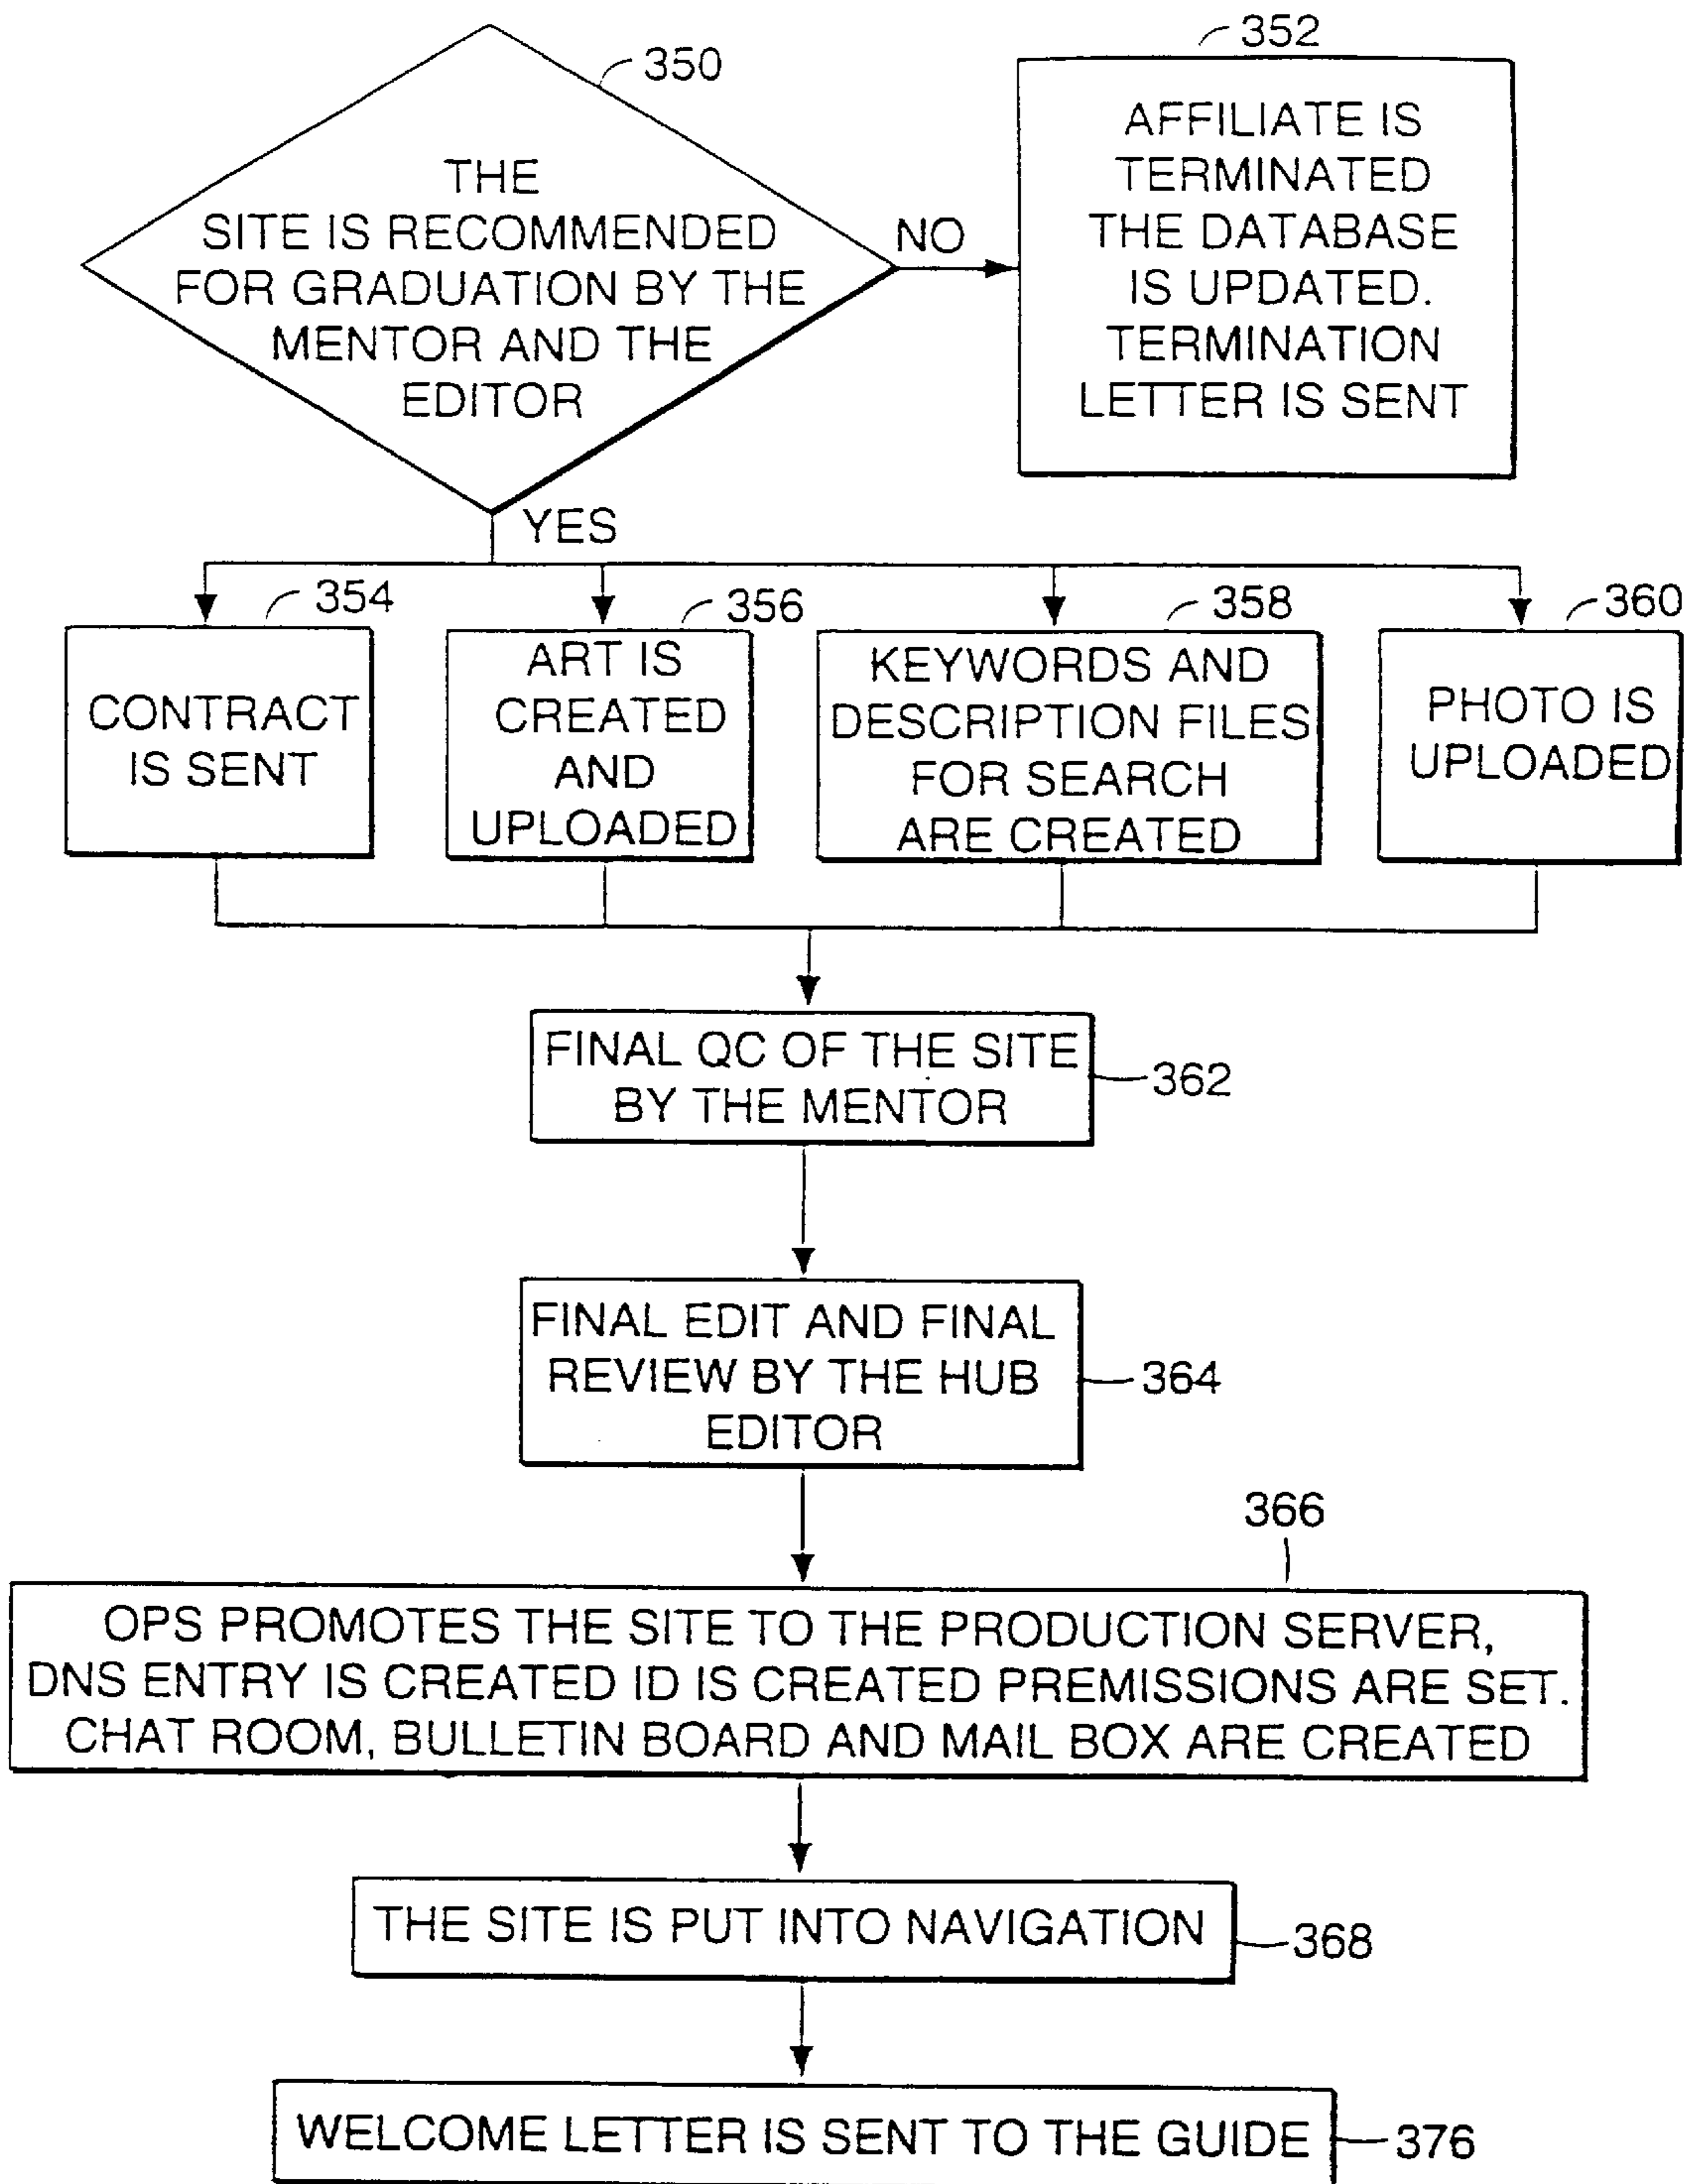 350
THE
SITE IS RECOMMENDED
FOR GRADUATION BY THE
MENTOR AND THE
EDITOR
NO
352
AFFILIATE IS
TERMINATED
THE DATABASE
IS UPDATED.
TERMINATION
LETTER IS SENT
YES
354
CONTRACT
IS SENT
356
ART IS
CREATED
AND
UPLOADED
358
KEYWORDS AND
DESCRIPTION FILES
FOR SEARCH
ARE CREATED
360
PHOTO IS
UPLOADED
FINAL QC OF THE SITE
BY THE MENTOR
362
FINAL EDIT AND FINAL
REVIEW BY THE HUB
EDITOR
364
366
OPS PROMOTES THE SITE TO THE PRODUCTION SERVER,
DNS ENTRY IS CREATED ID IS CREATED PREMISSIONS ARE SET.
CHAT ROOM, BULLETIN BOARD AND MAIL BOX ARE CREATED
THE SITE IS PUT INTO NAVIGATION
368
WELCOME LETTER IS SENT TO THE GUIDE
376